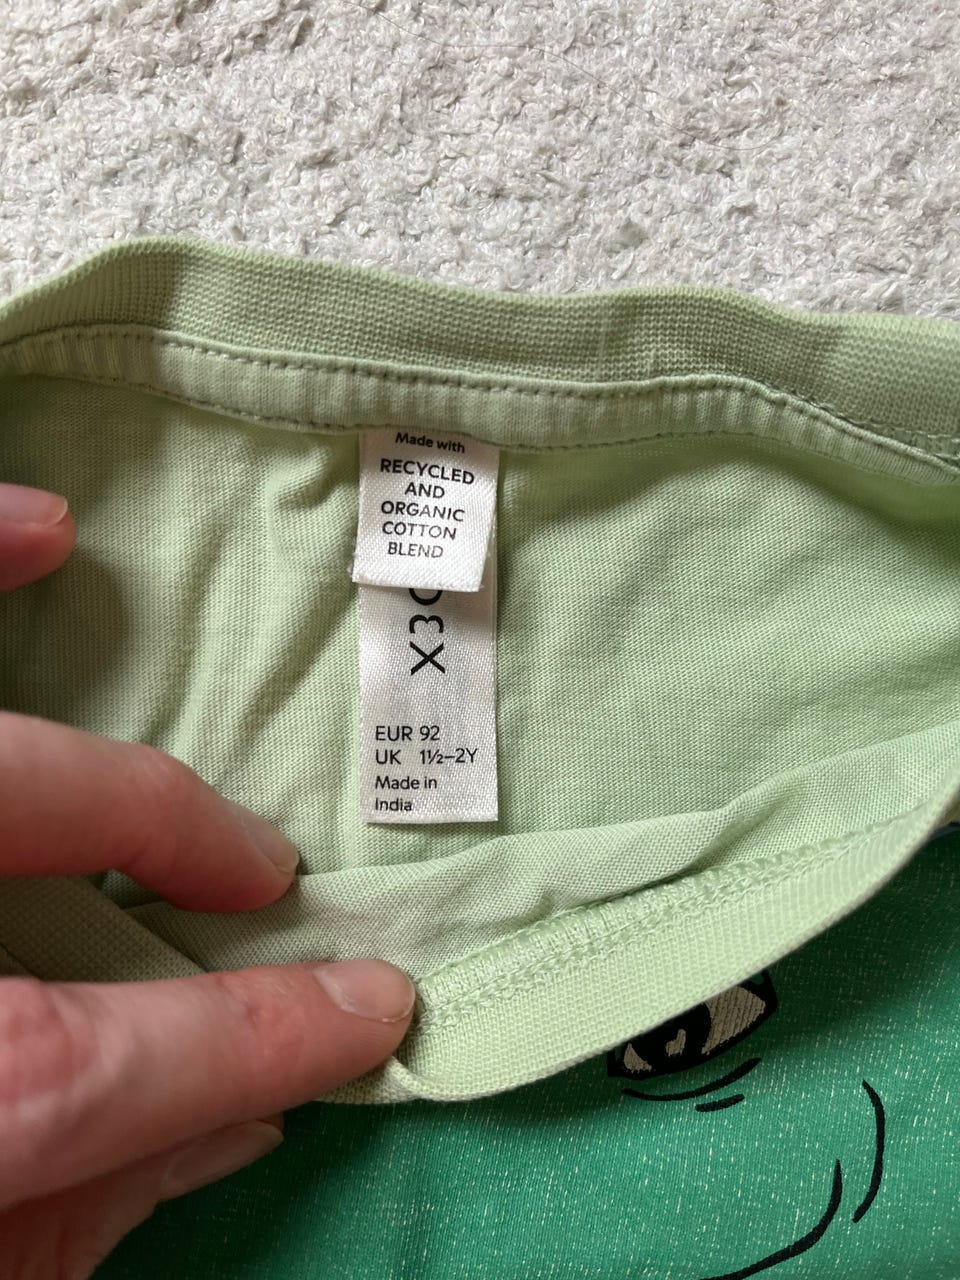 Made with
RECYCLED
AND
ORGANIC
COTTON
BLEND
EUR 92
UK 1½–2Y
Made in
India